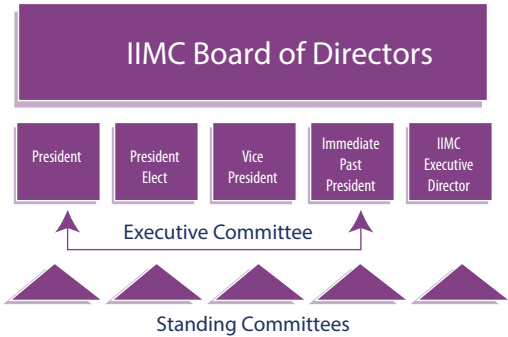 IIMC Board of Directors
President
President
Elect
Vice
President
Immediate
Past
President
IIMC
Executive
Director
Executive Committee
Standing Committees